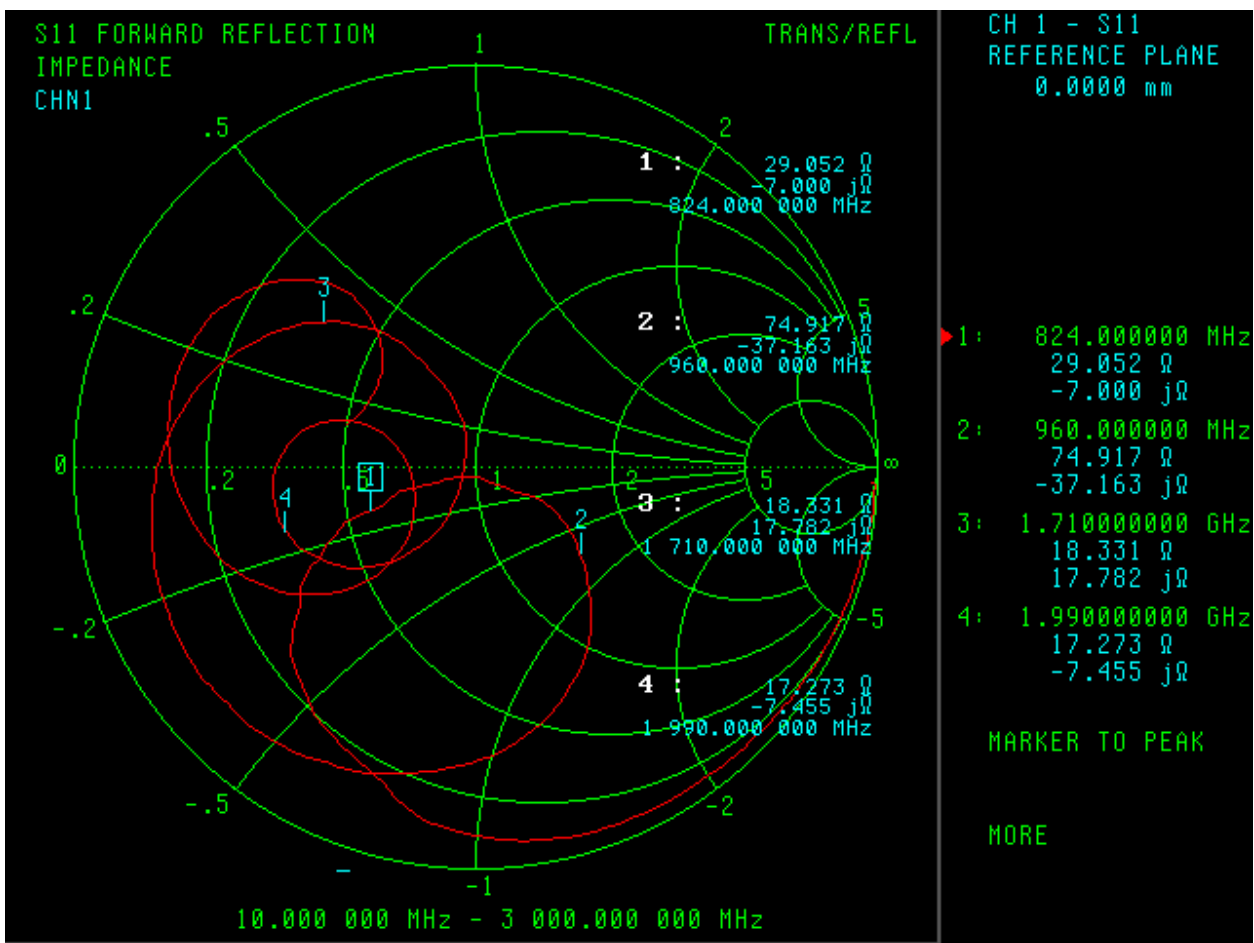 S11 FORWARD REFLECTION
IMPEDANCE
CHN1
TRANS/REFL
1
.5
2
.2
5
0
.2
.5
1
2
5
∞
-.2
-5
-.5
-2
-1
3
1
4
2
1 :
29.052 Ω
-7.000 jΩ
824.000 000 MHz
2 :
74.917 Ω
-37.163 jΩ
960.000 000 MHz
3 :
18.331 Ω
17.782 jΩ
1 710.000 000 MHz
4 :
17.273 Ω
-7.455 jΩ
1 990.000 000 MHz
10.000 000 MHz - 3 000.000 000 MHz
CH 1 - S11
REFERENCE PLANE
0.0000 mm
1: 824.000000 MHz
29.052 Ω
-7.000 jΩ
2: 960.000000 MHz
74.917 Ω
-37.163 jΩ
3: 1.710000000 GHz
18.331 Ω
17.782 jΩ
4: 1.990000000 GHz
17.273 Ω
-7.455 jΩ
MARKER TO PEAK
MORE